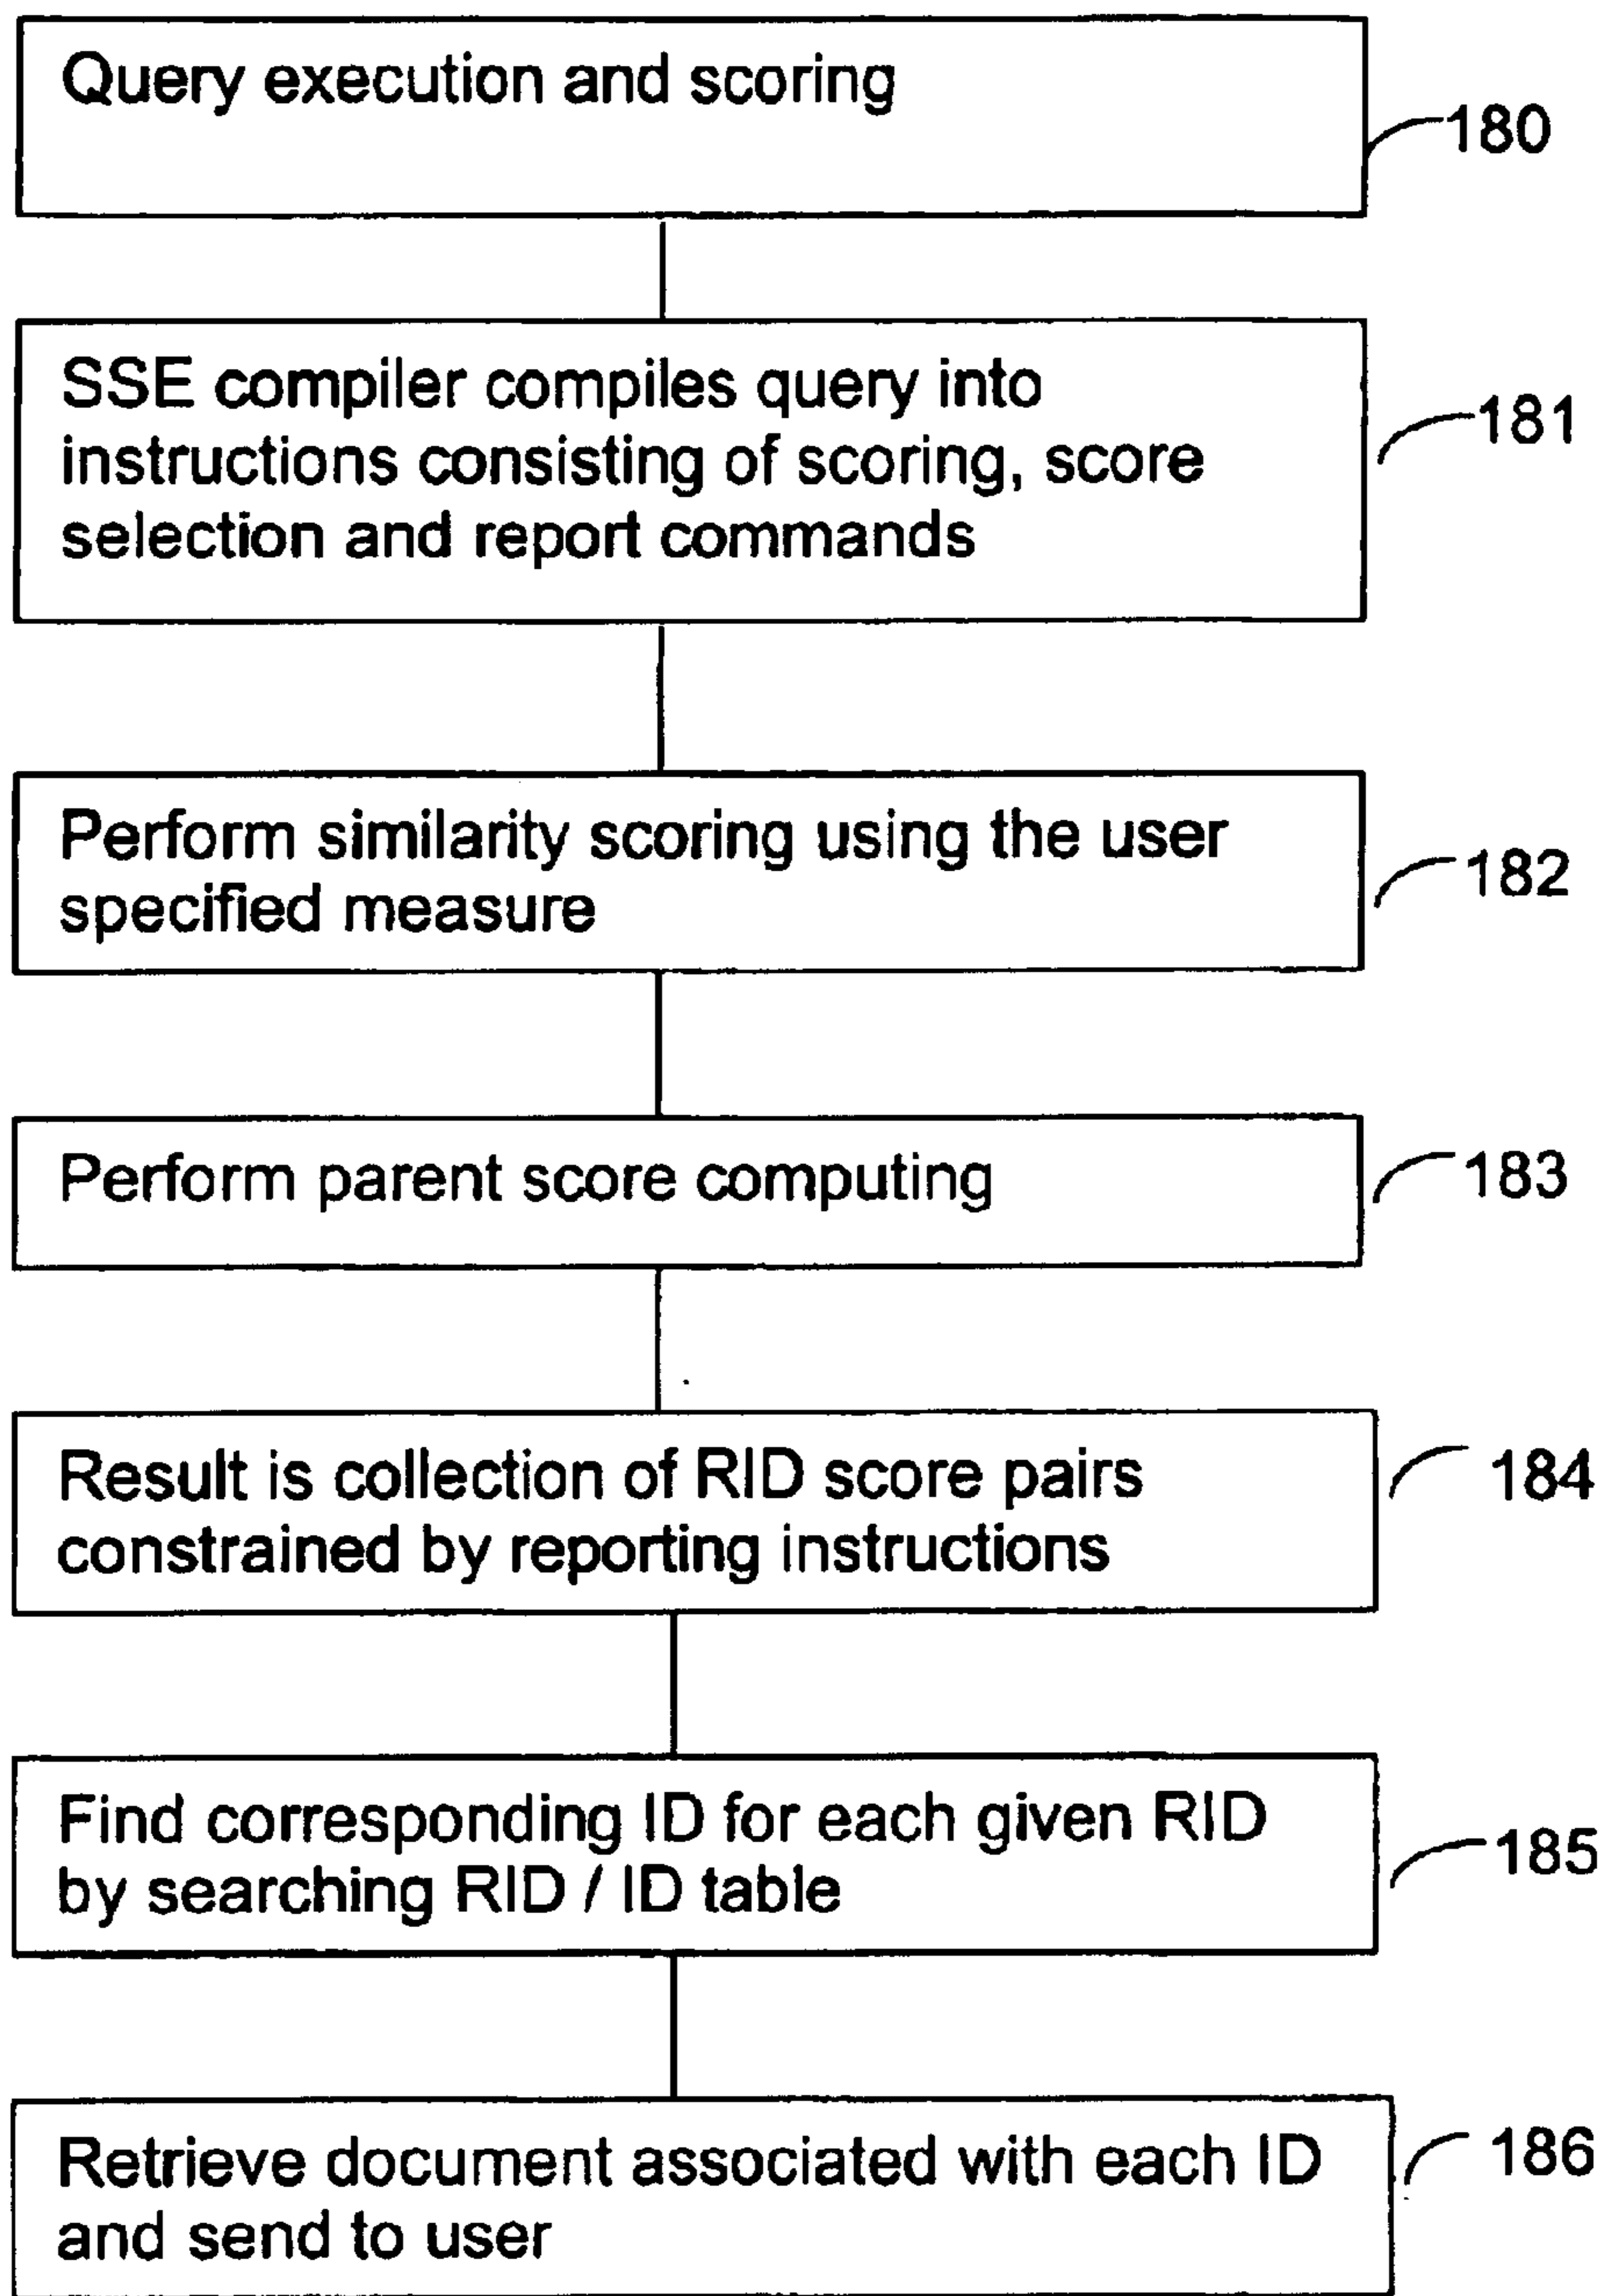 Query execution and scoring
180
SSE compiler compiles query into
instructions consisting of scoring, score
selection and report commands
181
Perform similarity scoring using the user
specified measure
182
Perform parent score computing
183
Result is collection of RID score pairs
constrained by reporting instructions
184
Find corresponding ID for each given RID
by searching RID / ID table
185
Retrieve document associated with each ID
and send to user
186